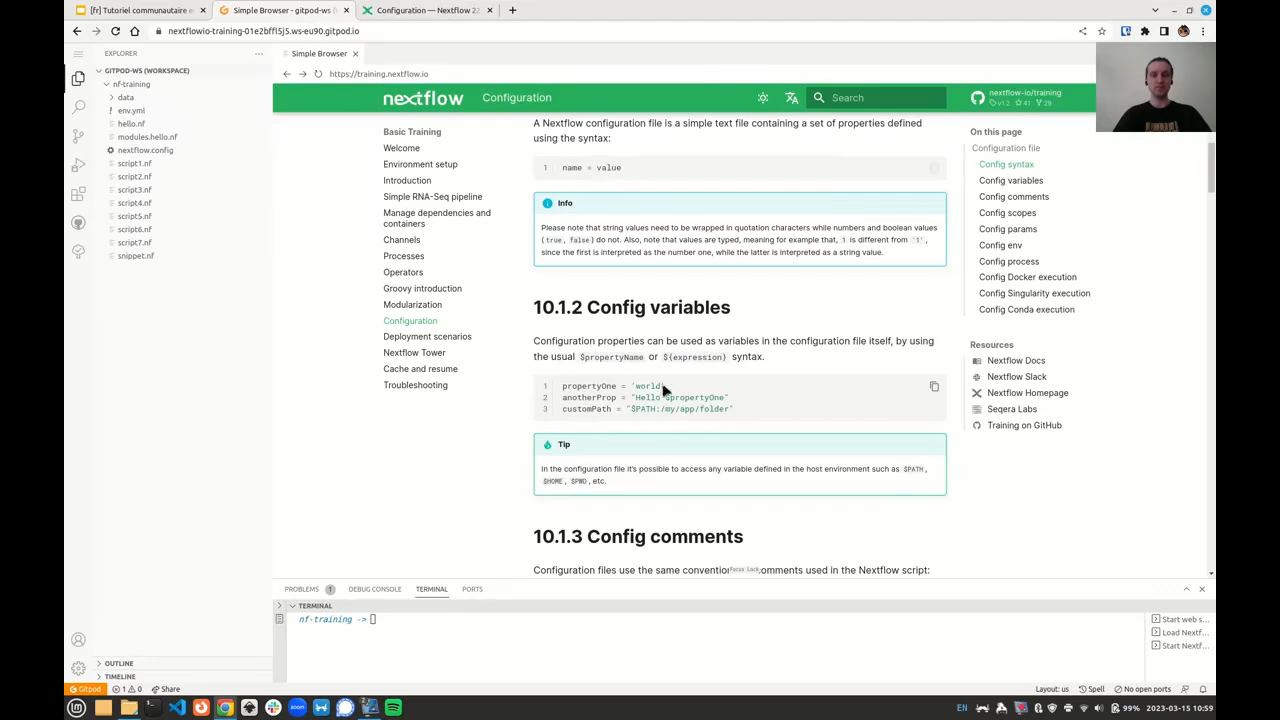 [fr] Tutoriel communautaire e
Simple Browser - gitpod-ws (
Configuration — Nextflow 22
nextflowio-training-01e2bffl5j5.ws-eu90.gitpod.io
EXPLORER
GITPOD-WS (WORKSPACE)
nf-training
data
env.yml
hello.nf
modules.hello.nf
nextflow.config
script1.nf
script2.nf
script3.nf
script4.nf
script5.nf
script6.nf
script7.nf
snippet.nf
OUTLINE
TIMELINE
Simple Browser
https://training.nextflow.io
nextflow
Configuration
Search
nextflow-io/training
v1.2 41 29
Basic Training
Welcome
Environment setup
Introduction
Simple RNA-Seq pipeline
Manage dependencies and
containers
Channels
Processes
Operators
Groovy introduction
Modularization
Configuration
Deployment scenarios
Nextflow Tower
Cache and resume
Troubleshooting
A Nextflow configuration file is a simple text file containing a set of properties defined
using the syntax:
1 name = value
Info
Please note that string values need to be wrapped in quotation characters while numbers and boolean values
(true, false) do not. Also, note that values are typed, meaning for example that, 1 is different from '1',
since the first is interpreted as the number one, while the latter is interpreted as a string value.
10.1.2 Config variables
Configuration properties can be used as variables in the configuration file itself, by using
the usual $propertyName or ${expression} syntax.
1 propertyOne = 'world'
2 anotherProp = "Hello $propertyOne"
3 customPath = "$PATH:/my/app/folder"
Tip
In the configuration file it's possible to access any variable defined in the host environment such as $PATH,
$HOME, $PWD, etc.
10.1.3 Config comments
Configuration files use the same conventio
Focus Lock
omments used in the Nextflow script:
On this page
Configuration file
Config syntax
Config variables
Config comments
Config scopes
Config params
Config env
Config process
Config Docker execution
Config Singularity execution
Config Conda execution
Resources
Nextflow Docs
Nextflow Slack
Nextflow Homepage
Seqera Labs
Training on GitHub
PROBLEMS 1
DEBUG CONSOLE
TERMINAL
PORTS
TERMINAL
nf-training ->
Start web s...
Load Nextf...
Start Nextf...
Gitpod
1 0
Share
Layout: us
Spell
No open ports
zoom
EN
99%
2023-03-15 10:59